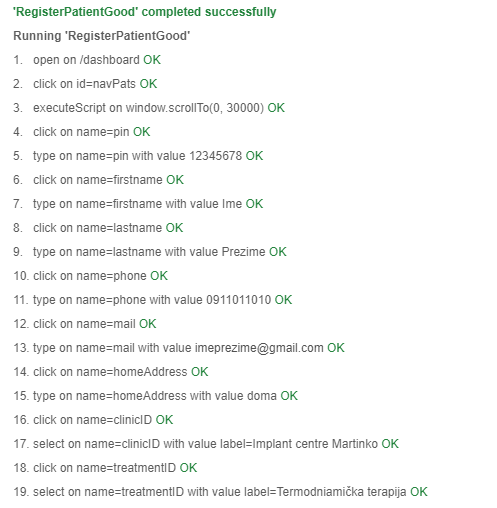 'RegisterPatientGood' completed successfully
Running 'RegisterPatientGood'
1. open on /dashboard OK
2. click on id=navPats OK
3. executeScript on window.scrollTo(0, 30000) OK
4. click on name=pin OK
5. type on name=pin with value 12345678 OK
6. click on name=firstname OK
7. type on name=firstname with value Ime OK
8. click on name=lastname OK
9. type on name=lastname with value Prezime OK
10. click on name=phone OK
11. type on name=phone with value 0911011010 OK
12. click on name=mail OK
13. type on name=mail with value imeprezime@gmail.com OK
14. click on name=homeAddress OK
15. type on name=homeAddress with value doma OK
16. click on name=clinicID OK
17. select on name=clinicID with value label=Implant centre Martinko OK
18. click on name=treatmentID OK
19. select on name=treatmentID with value label=Termodniamička terapija OK